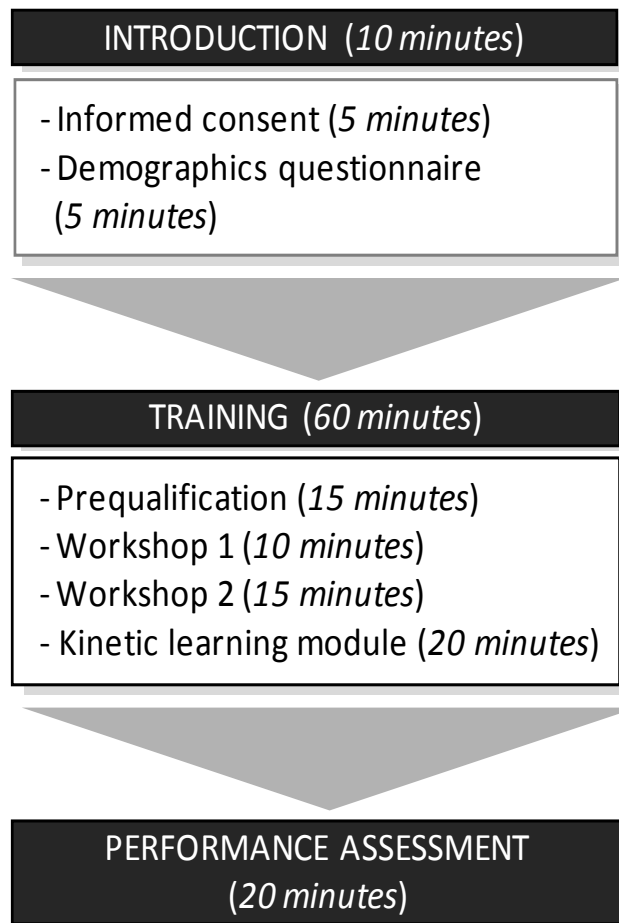 INTRODUCTION (10 minutes)
- Informed consent (5 minutes)
- Demographics questionnaire
(5 minutes)
TRAINING (60 minutes)
- Prequalification (15 minutes)
- Workshop 1 (10 minutes)
- Workshop 2 (15 minutes)
- Kinetic learning module (20 minutes)
PERFORMANCE ASSESSMENT
(20 minutes)